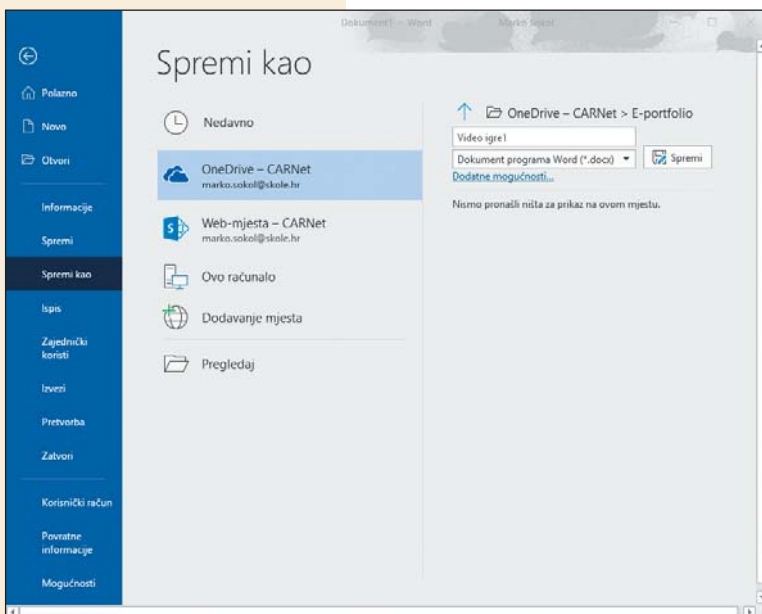 Dokument1 – Word
Marko Sokol
Spremi kao
Polazno
Novo
Otvori
Informacije
Spremi
Spremi kao
Ispis
Zajednički
koristi
Izvezi
Pretvorba
Zatvori
Korisnički račun
Povratne
informacije
Mogućnosti
Nedavno
OneDrive – CARNet
marko.sokol@skole.hr
Web-mjesta – CARNet
marko.sokol@skole.hr
Ovo računalo
Dodavanje mjesta
Pregledaj
OneDrive – CARNet > E-portfolio
Video igre1
Dokument programa Word (*.docx)
Spremi
Dodatne mogućnosti...
Nismo pronašli ništa za prikaz na ovom mjestu.